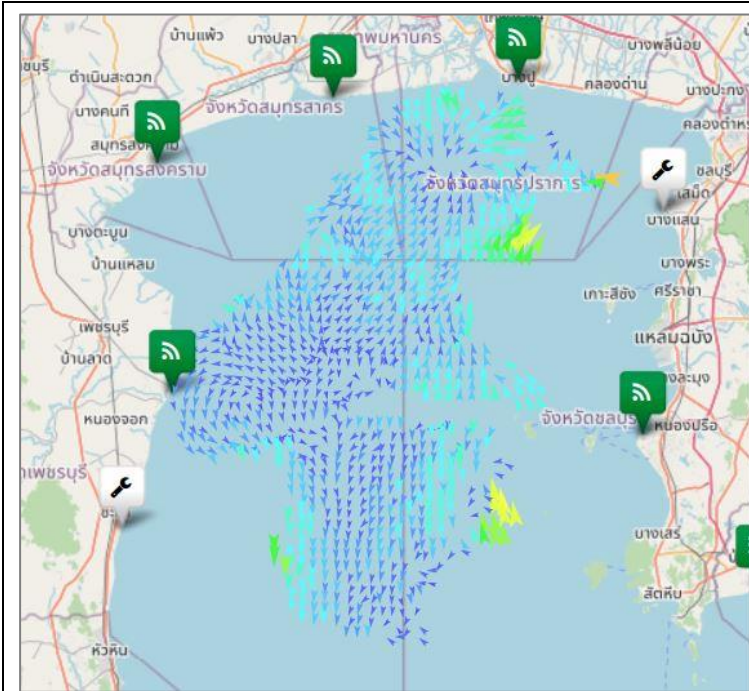 บ้านแพ้ว
บางปลา
พมหานคร
บางพลีน้อย
ชบุรี
ดำเนินสะดวก
บางปู
คลองด่าน
บางปะกง
จังหวัดสมุทรสาคร
บางคนที
คลองตำหรุ
จังหวัดสมุทรสงคราม
จังหวัดสมุทรปราการ
ชลบุรี
เสม็ด
บางแสน
บางตะบูน
บ้านแหลม
บางพระ
เกาะสีชัง
ศรีราชา
เพชรบุรี
แหลมฉบัง
บ้านลาด
งละมุง
หนองจอก
จังหวัดชลบุรี
หนองปรือ
าเพชรบุรี
ชะ
บางเสร่
สัตหีบ
หัวหิน